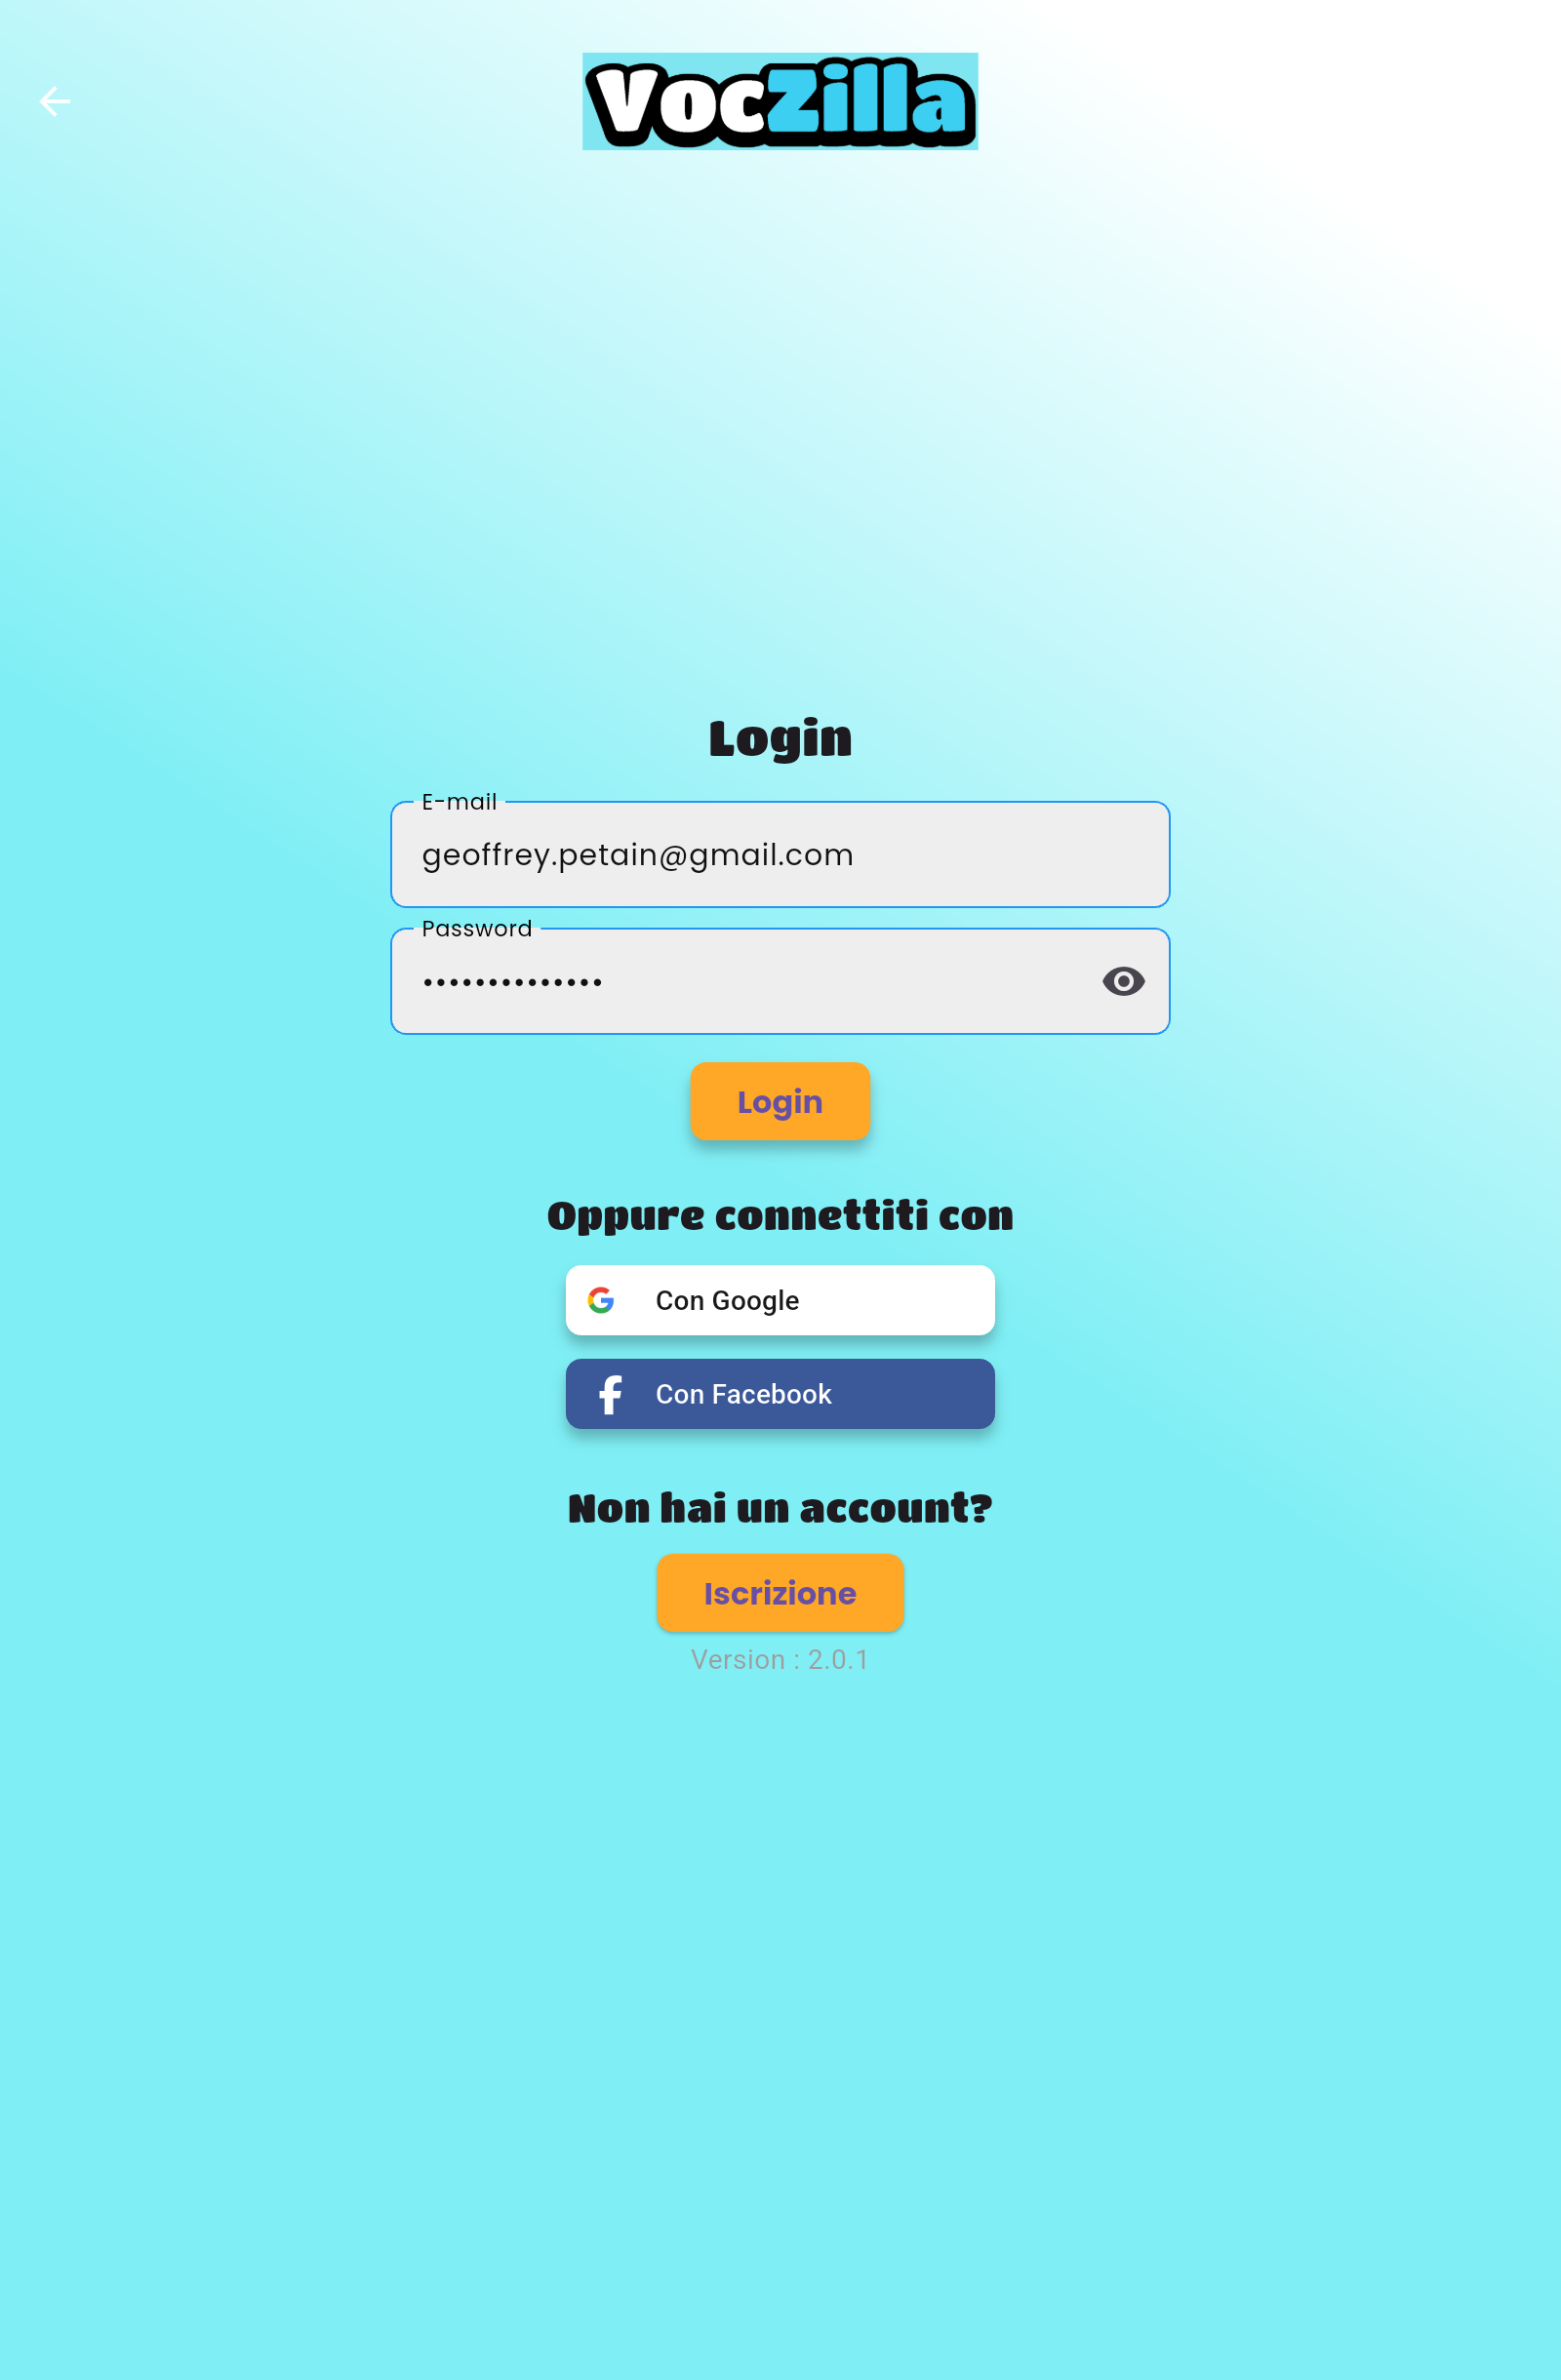 VocZilla
Login
E-mail
geoffrey.petain@gmail.com
Password
••••••••••••••
Login
Oppure connettiti con
Con Google
Con Facebook
Non hai un account?
Iscrizione
Version : 2.0.1